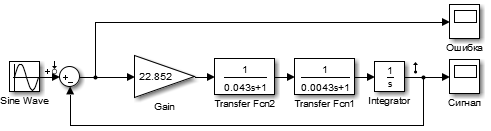 Ошибка
+
+
-
22.852
1
0.043s+1
1
0.0043s+1
1
s
Sine Wave
Gain
Transfer Fcn2
Transfer Fcn1
Integrator
Сигнал